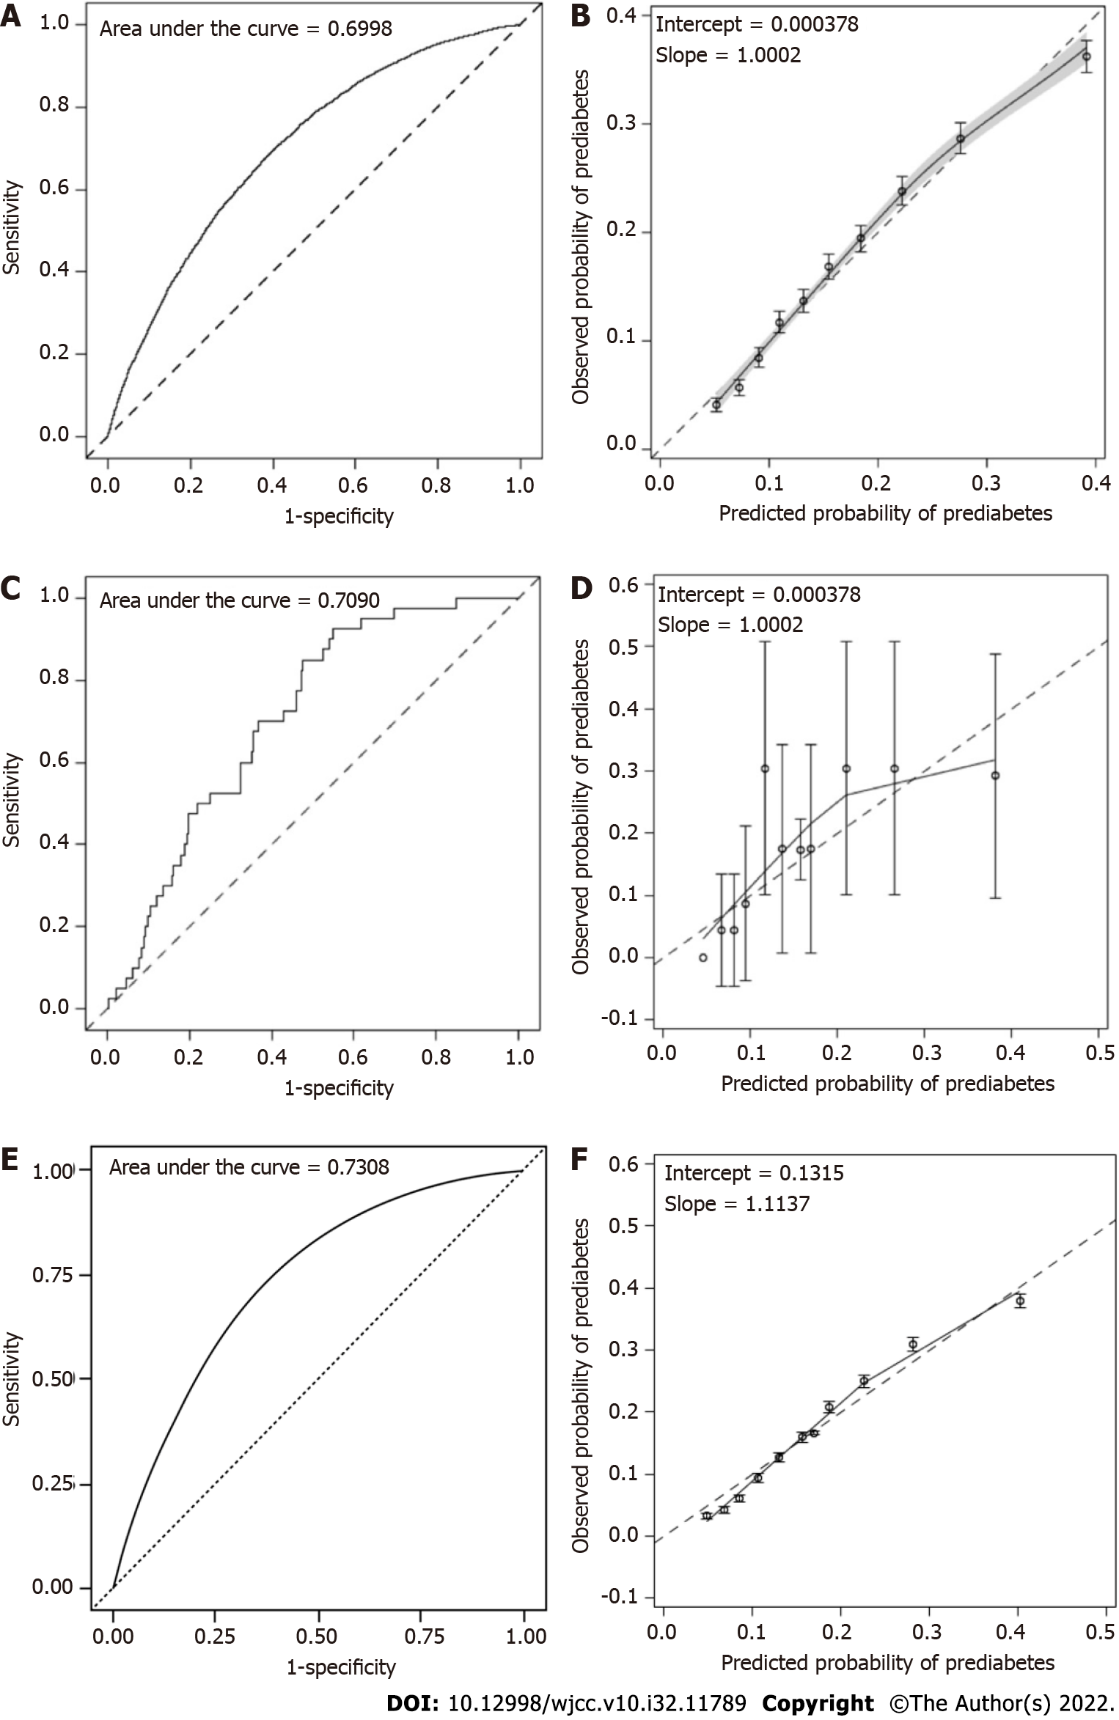 A
Area under the curve = 0.6998
1.0
0.8
0.6
0.4
0.2
0.0
Sensitivity
0.0 0.2 0.4 0.6 0.8 1.0
1-specificity
B
Intercept = 0.000378
Slope = 1.0002
0.4
0.3
0.2
0.1
0.0
Observed probability of prediabetes
0.0 0.1 0.2 0.3 0.4
Predicted probability of prediabetes
C
Area under the curve = 0.7090
1.0
0.8
0.6
0.4
0.2
0.0
Sensitivity
0.0 0.2 0.4 0.6 0.8 1.0
1-specificity
D
Intercept = 0.000378
Slope = 1.0002
0.6
0.5
0.4
0.3
0.2
0.1
0.0
-0.1
Observed probability of prediabetes
0.0 0.1 0.2 0.3 0.4 0.5
Predicted probability of prediabetes
E
Area under the curve = 0.7308
1.00
0.75
0.50
0.25
0.00
Sensitivity
0.00 0.25 0.50 0.75 1.00
1-specificity
F
Intercept = 0.1315
Slope = 1.1137
0.6
0.5
0.4
0.3
0.2
0.1
0.0
-0.1
Observed probability of prediabetes
0.0 0.1 0.2 0.3 0.4 0.5
Predicted probability of prediabetes
DOI: 10.12998/wjcc.v10.i32.11789 Copyright ©The Author(s) 2022.